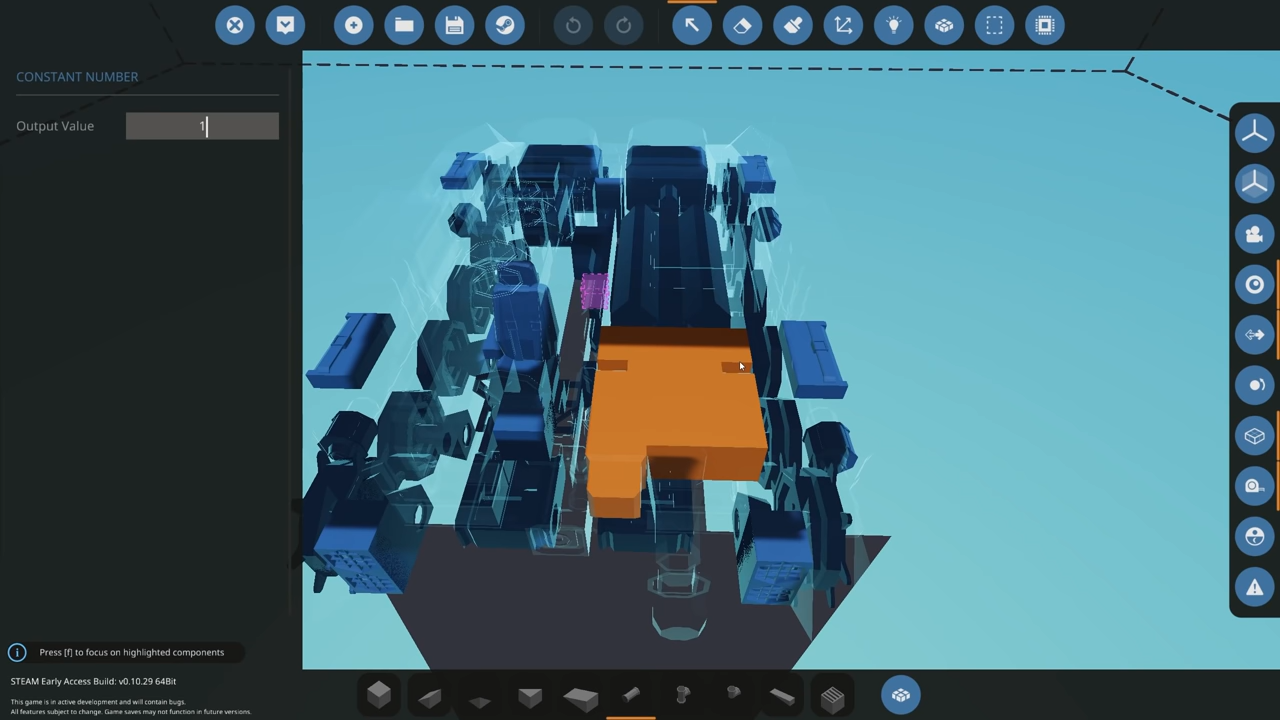 CONSTANT NUMBER
Output Value
1
Press [f] to focus on highlighted components
STEAM Early Access Build: v0.10.29 64Bit
This game is in active development and will contain bugs.
All features subject to change. Game saves may not function in future versions.